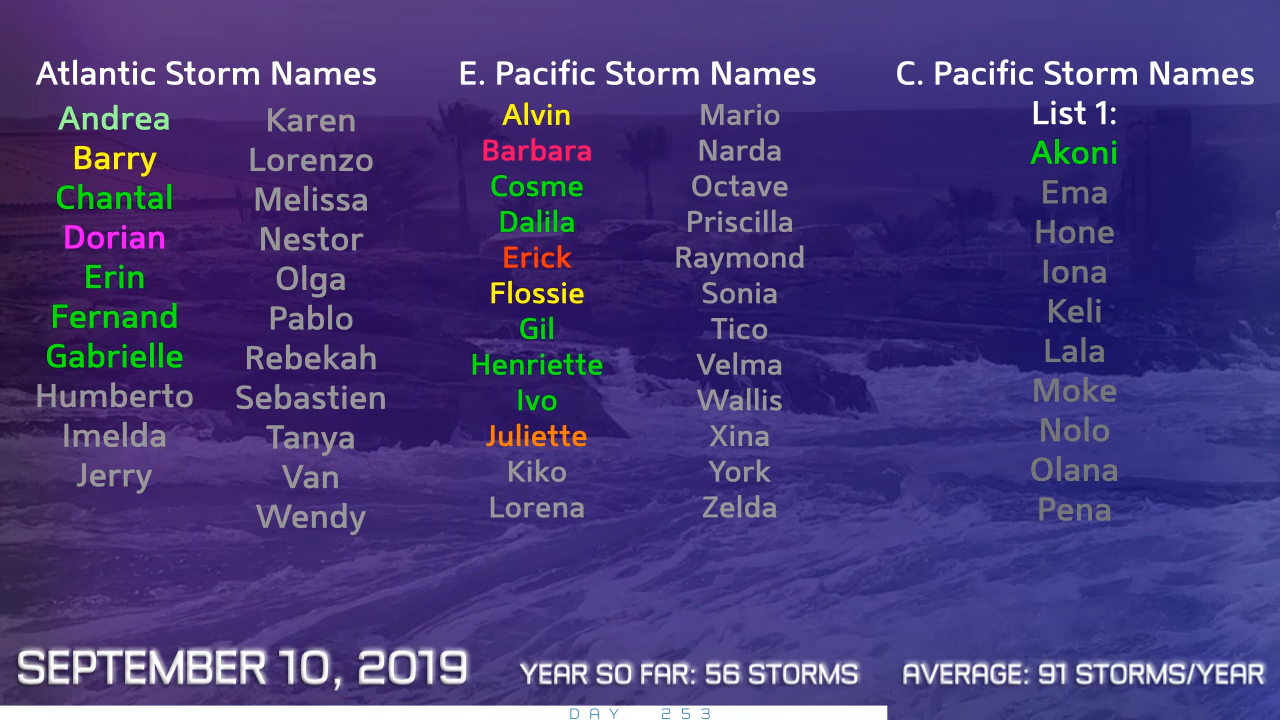 Atlantic Storm Names
Andrea
Barry
Chantal
Dorian
Erin
Fernand
Gabrielle
Humberto
Imelda
Jerry
Karen
Lorenzo
Melissa
Nestor
Olga
Pablo
Rebekah
Sebastien
Tanya
Van
Wendy
E. Pacific Storm Names
Alvin
Barbara
Cosme
Dalila
Erick
Flossie
Gil
Henriette
Ivo
Juliette
Kiko
Lorena
Mario
Narda
Octave
Priscilla
Raymond
Sonia
Tico
Velma
Wallis
Xina
York
Zelda
C. Pacific Storm Names
List 1:
Akoni
Ema
Hone
Iona
Keli
Lala
Moke
Nolo
Olana
Pena
SEPTEMBER 10, 2019
YEAR SO FAR: 56 STORMS
AVERAGE: 91 STORMS/YEAR
DAY 253